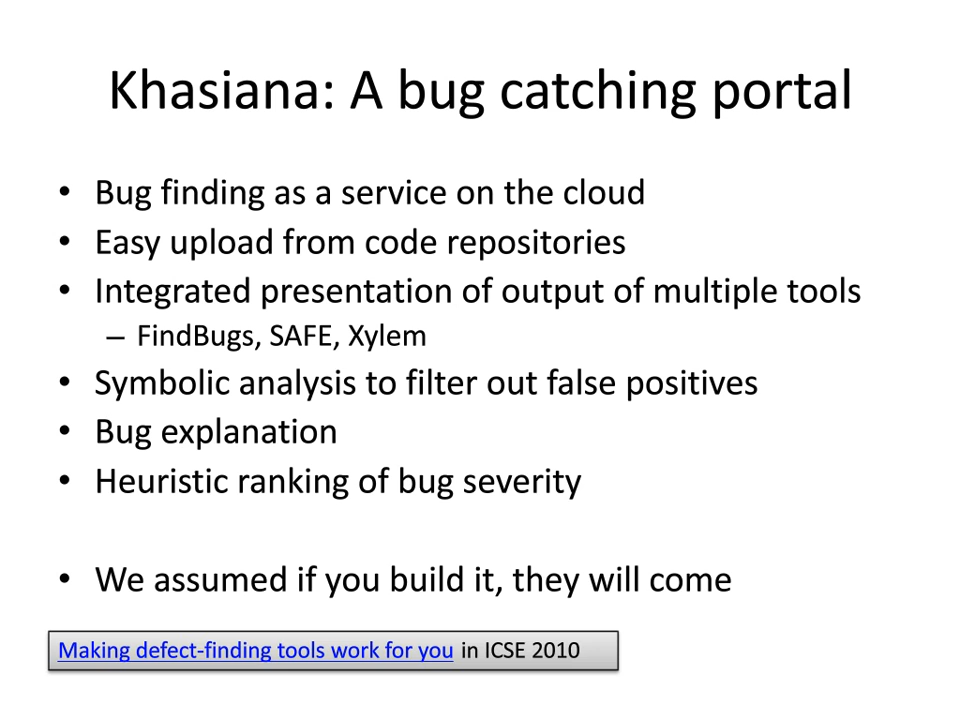 Khasiana: A bug catching portal
• Bug finding as a service on the cloud
• Easy upload from code repositories
• Integrated presentation of output of multiple tools
– FindBugs, SAFE, Xylem
• Symbolic analysis to filter out false positives
• Bug explanation
• Heuristic ranking of bug severity
• We assumed if you build it, they will come
Making defect-finding tools work for you in ICSE 2010